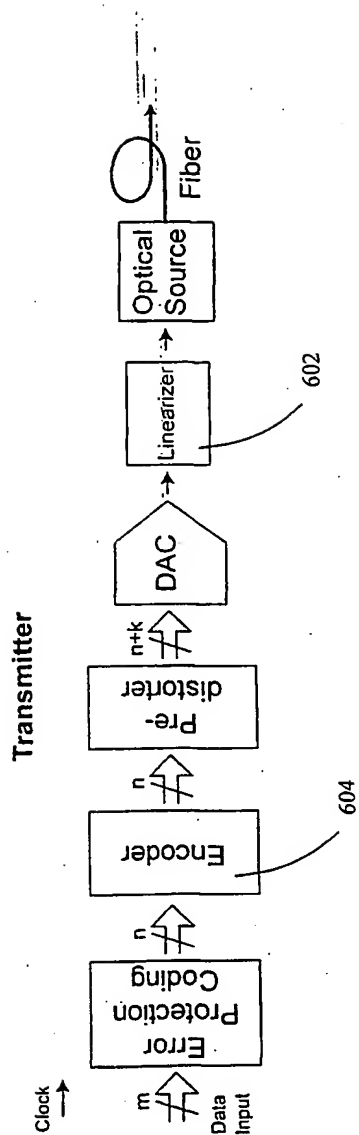 Transmitter
Clock
m
Data
Input
Error
Protection
Coding
n
Encoder
604
n
Pre-
distorter
n+k
DAC
Linearizer
602
Optical
Source
Fiber